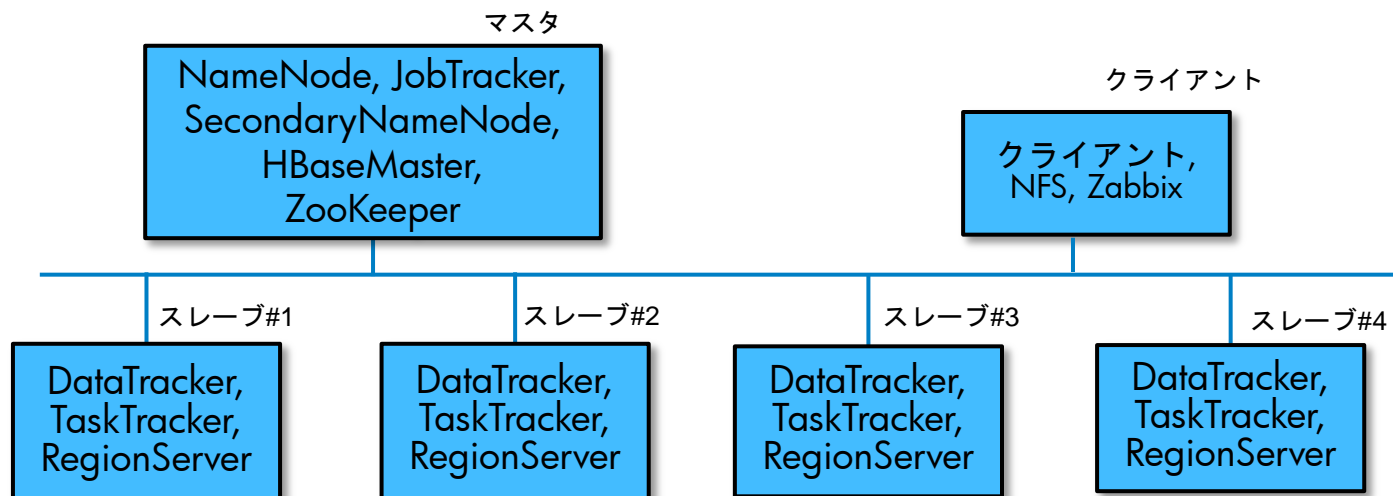 マスタ
NameNode, JobTracker,
SecondaryNameNode,
HBaseMaster,
ZooKeeper
クライアント
クライアント,
NFS, Zabbix
スレーブ#1
DataTracker,
TaskTracker,
RegionServer
スレーブ#2
DataTracker,
TaskTracker,
RegionServer
スレーブ#3
DataTracker,
TaskTracker,
RegionServer
スレーブ#4
DataTracker,
TaskTracker,
RegionServer